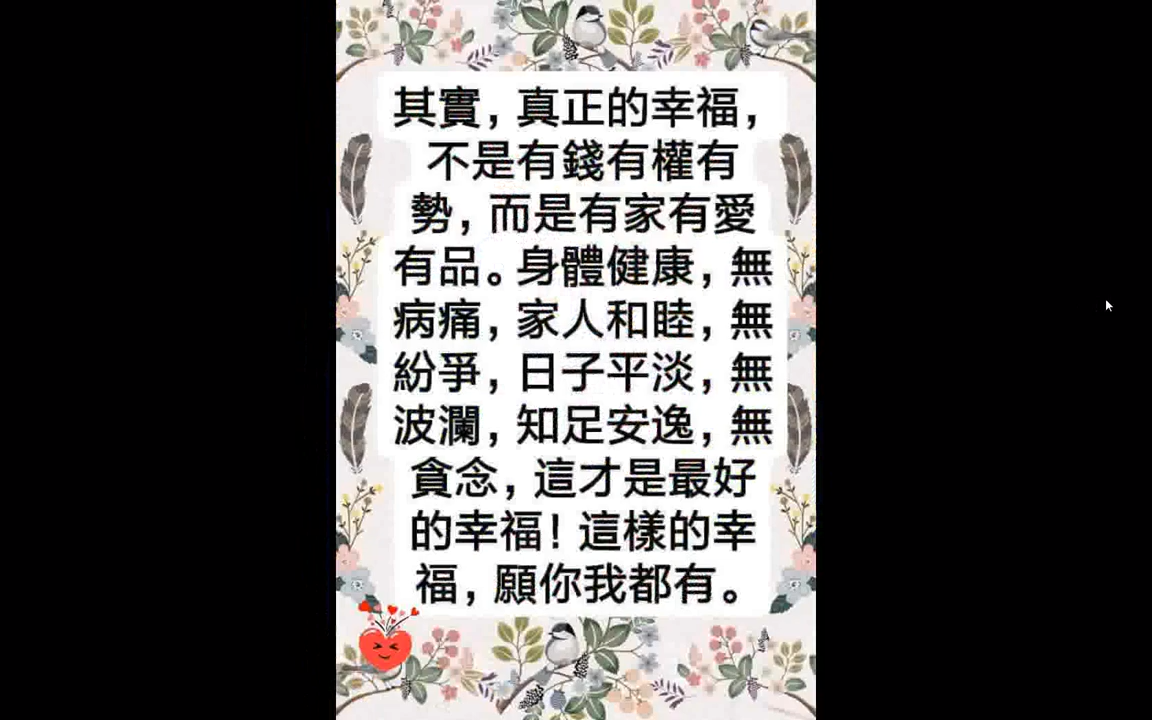 其實，真正的幸福，
不是有錢有權有
勢，而是有家有愛
有品。身體健康，無
病痛，家人和睦，無
紛爭，日子平淡，無
波瀾，知足安逸，無
貪念，這才是最好
的幸福！這樣的幸
福，願你我都有。